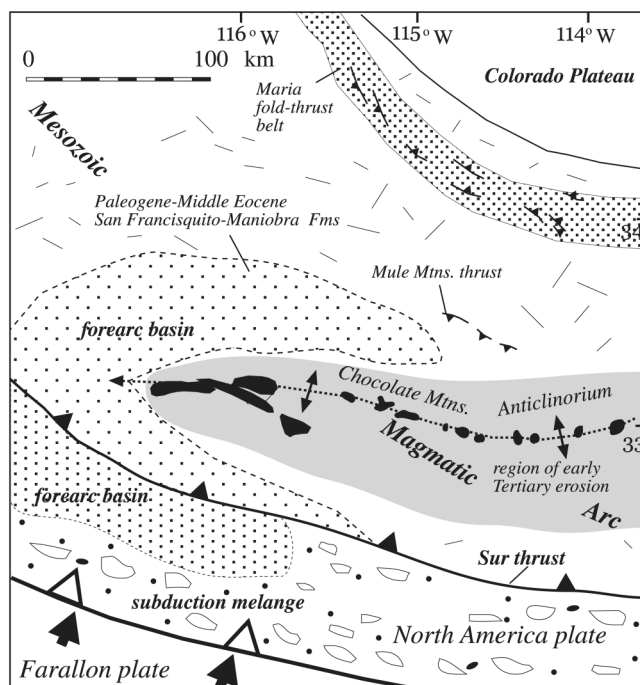 116° W
115° W
114° W
0
100 km
Colorado Plateau
Maria
fold-thrust
belt
Mesozoic
Paleogene-Middle Eocene
San Francisquito-Maniobra Fms
34
Mule Mtns. thrust
forearc basin
Chocolate Mtns.
Anticlinorium
Magmatic
33
region of early
Tertiary erosion
forearc basin
Arc
Sur thrust
subduction melange
North America plate
Farallon plate